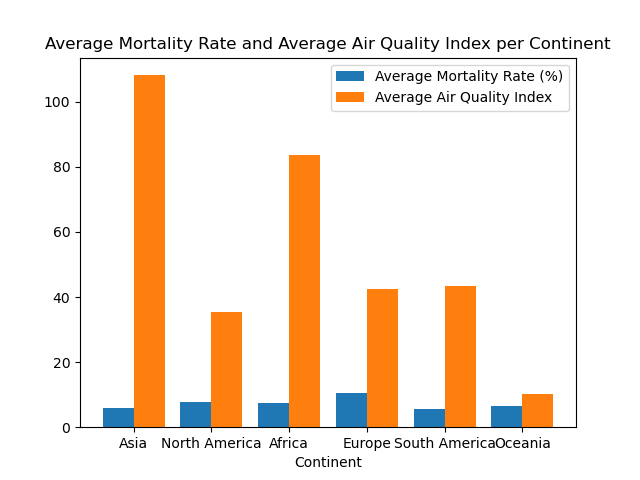 Average Mortality Rate and Average Air Quality Index per Continent
Average Mortality Rate (%)
Average Air Quality Index
100
80
60
40
20
0
Asia North America Africa Europe South America Oceania
Continent